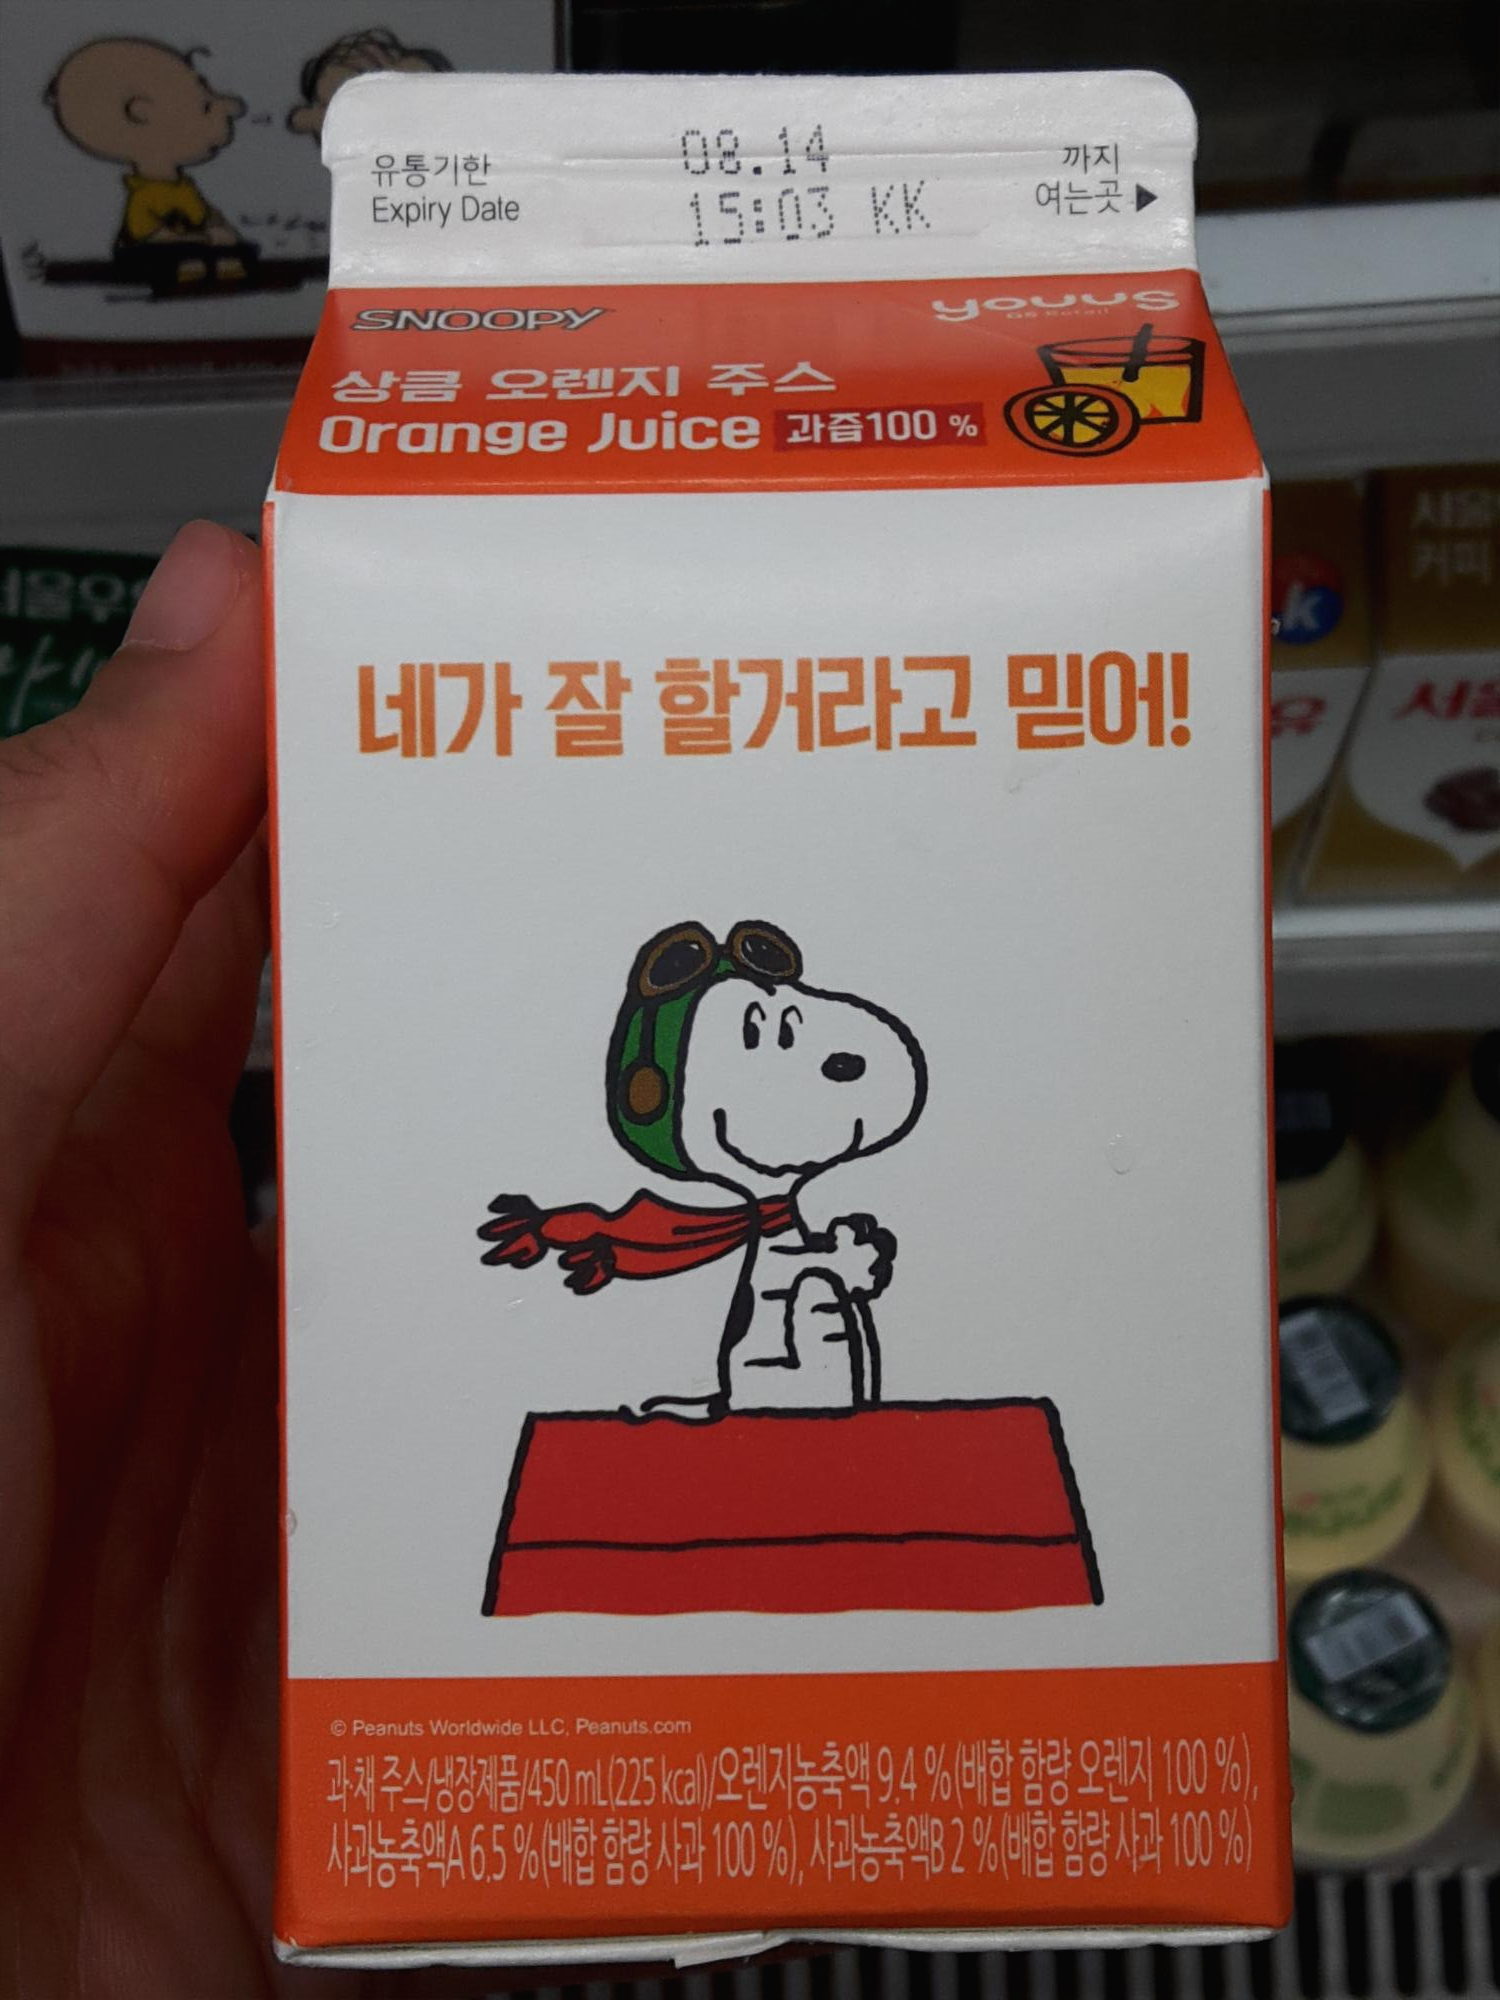 유통기한
Expiry Date
08.14
15:03 KK
까지
여는곳▶
SNOOPY
youus
GS Retail
상큼 오렌지 주스
Orange Juice 과즙100 %
네가 잘 할거라고 믿어!
© Peanuts Worldwide LLC, Peanuts.com
과·채 주스/냉장제품/450 mL(225 kcal)/오렌지농축액 9.4 %(배합 함량 오렌지 100 %),
사과농축액A 6.5 %(배합 함량 사과 100 %), 사과농축액B 2 %(배합 함량 사과 100 %)
커피